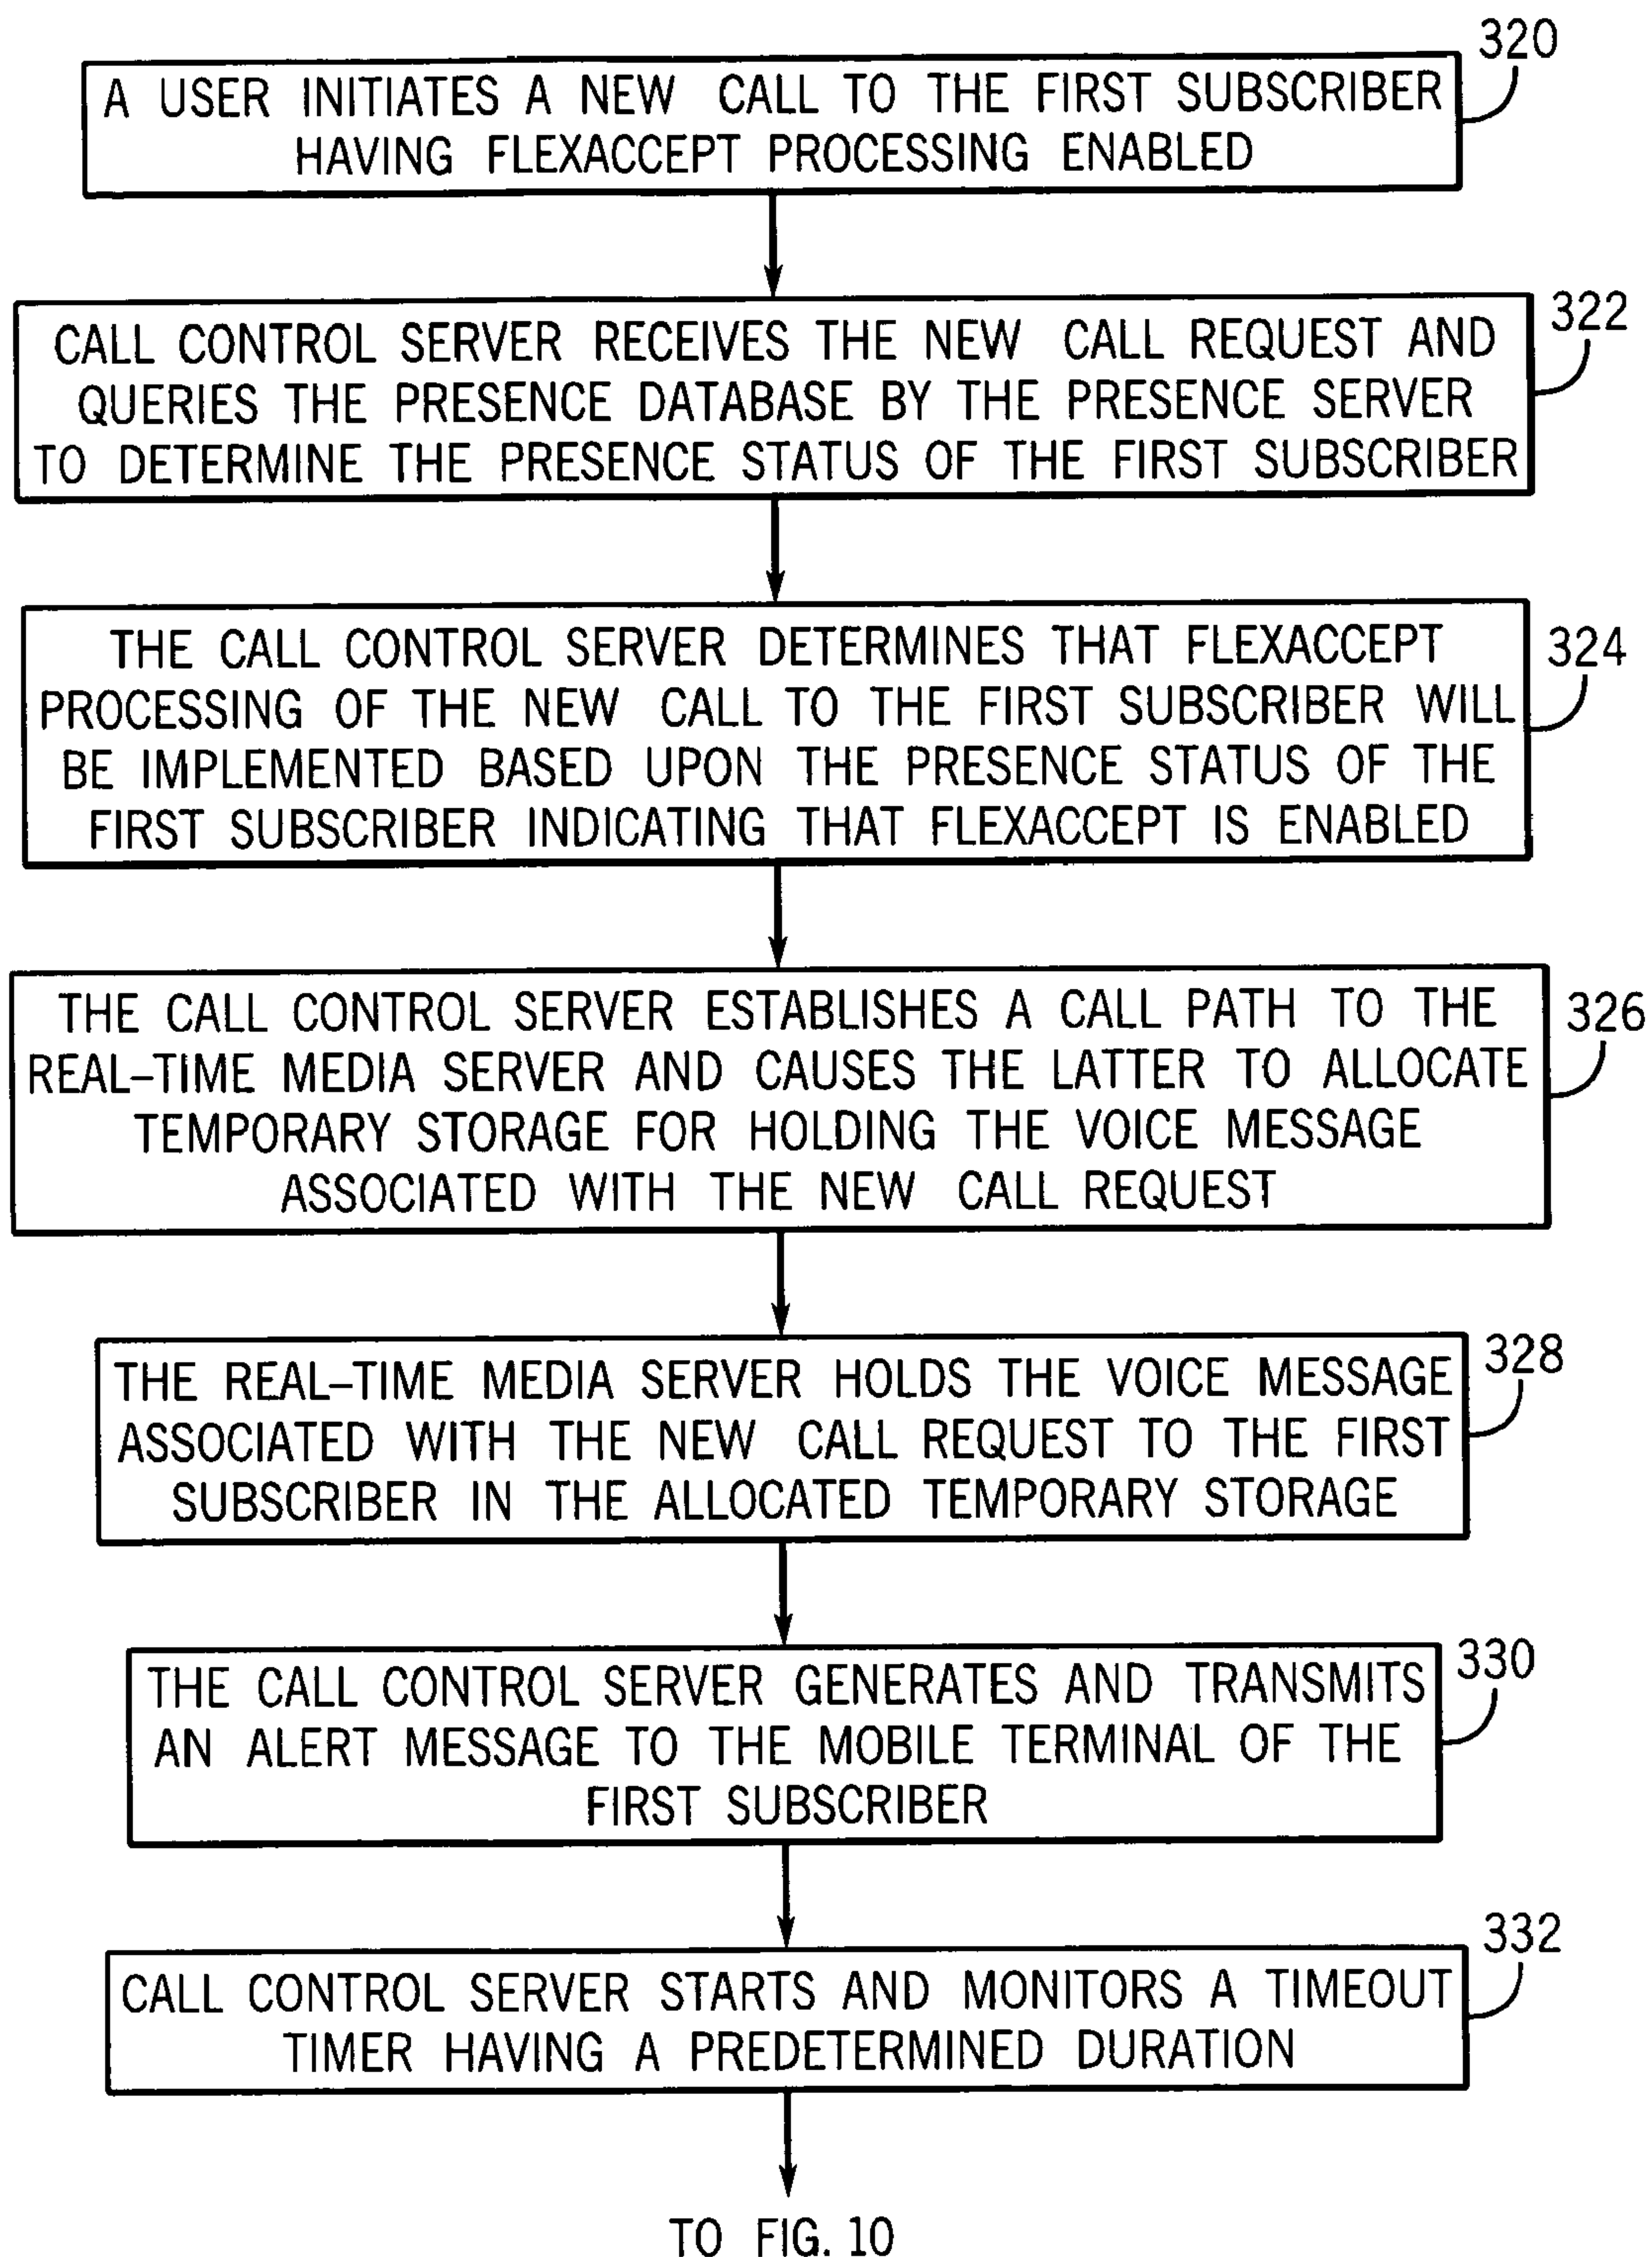 320
A USER INITIATES A NEW CALL TO THE FIRST SUBSCRIBER
HAVING FLEXACCEPT PROCESSING ENABLED
322
CALL CONTROL SERVER RECEIVES THE NEW CALL REQUEST AND
QUERIES THE PRESENCE DATABASE BY THE PRESENCE SERVER
TO DETERMINE THE PRESENCE STATUS OF THE FIRST SUBSCRIBER
324
THE CALL CONTROL SERVER DETERMINES THAT FLEXACCEPT
PROCESSING OF THE NEW CALL TO THE FIRST SUBSCRIBER WILL
BE IMPLEMENTED BASED UPON THE PRESENCE STATUS OF THE
FIRST SUBSCRIBER INDICATING THAT FLEXACCEPT IS ENABLED
326
THE CALL CONTROL SERVER ESTABLISHES A CALL PATH TO THE
REAL–TIME MEDIA SERVER AND CAUSES THE LATTER TO ALLOCATE
TEMPORARY STORAGE FOR HOLDING THE VOICE MESSAGE
ASSOCIATED WITH THE NEW CALL REQUEST
328
THE REAL–TIME MEDIA SERVER HOLDS THE VOICE MESSAGE
ASSOCIATED WITH THE NEW CALL REQUEST TO THE FIRST
SUBSCRIBER IN THE ALLOCATED TEMPORARY STORAGE
330
THE CALL CONTROL SERVER GENERATES AND TRANSMITS
AN ALERT MESSAGE TO THE MOBILE TERMINAL OF THE
FIRST SUBSCRIBER
332
CALL CONTROL SERVER STARTS AND MONITORS A TIMEOUT
TIMER HAVING A PREDETERMINED DURATION
TO FIG. 10